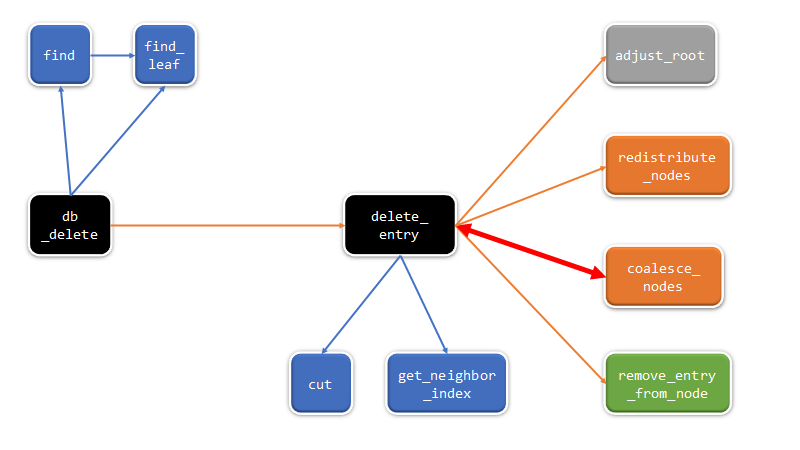 find
find_
leaf
adjust_root
redistribute
_nodes
db
_delete
delete_
entry
coalesce_
nodes
cut
get_neighbor
_index
remove_entry
_from_node